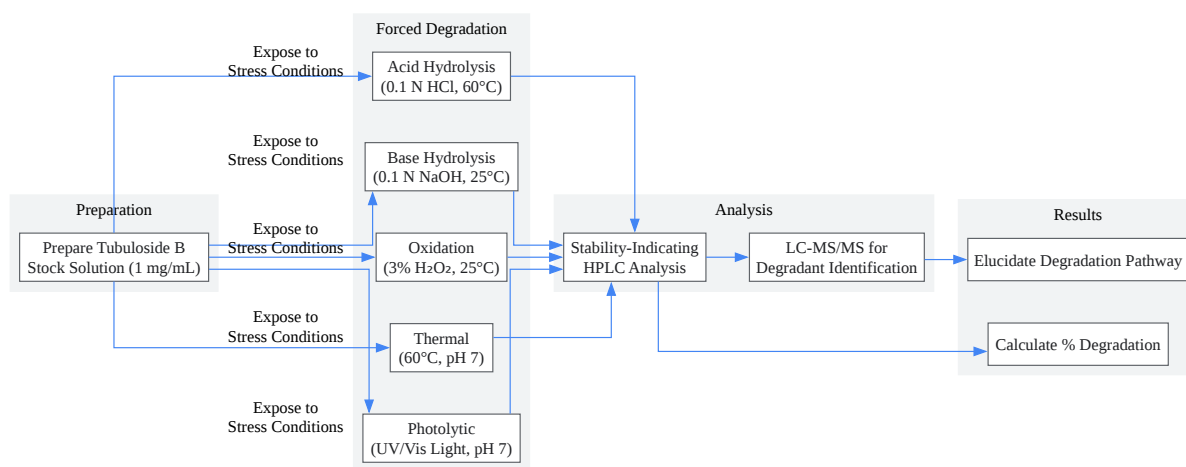 Forced Degradation
Expose to
Stress Conditions
Acid Hydrolysis
(0.1 N HCl, 60°C)
Expose to
Stress Conditions
Base Hydrolysis
(0.1 N NaOH, 25°C)
Preparation
Prepare Tubuloside B
Stock Solution (1 mg/mL)
Expose to
Stress Conditions
Oxidation
(3% H₂O₂, 25°C)
Expose to
Stress Conditions
Thermal
(60°C, pH 7)
Expose to
Stress Conditions
Photolytic
(UV/Vis Light, pH 7)
Analysis
Stability-Indicating
HPLC Analysis
LC-MS/MS for
Degradant Identification
Results
Elucidate Degradation Pathway
Calculate % Degradation